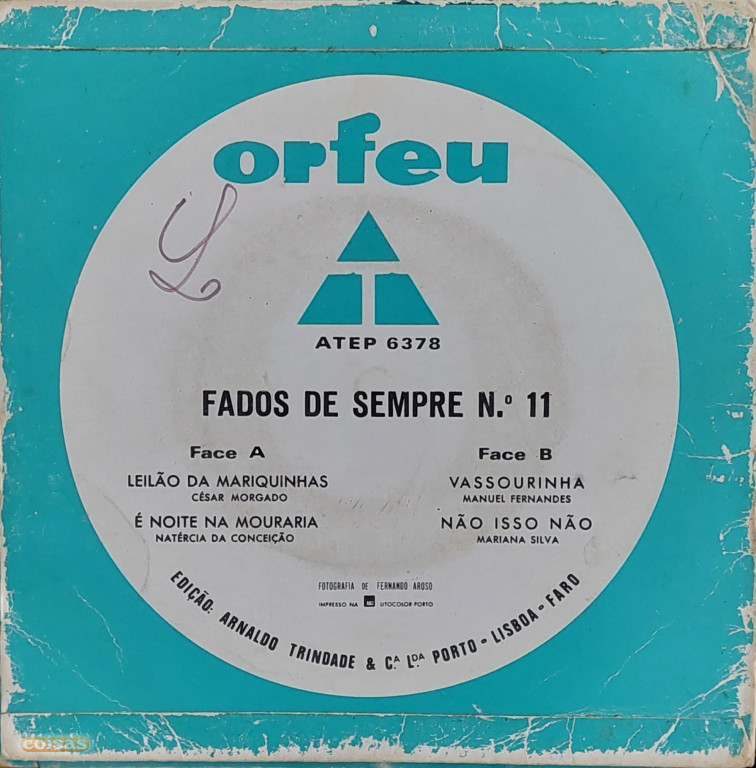 orfeu
ATEP 6378
FADOS DE SEMPRE N.º 11
Face A
LEILÃO DA MARIQUINHAS
CÉSAR MORGADO
É NOITE NA MOURARIA
NATÉRCIA DA CONCEIÇÃO
Face B
VASSOURINHA
MANUEL FERNANDES
NÃO ISSO NÃO
MARIANA SILVA
FOTOGRAFIA DE FERNANDO AROSO
IMPRESSO NA LITOCOLOR-PORTO
EDIÇÃO: ARNALDO TRINDADE & C.ª L.DA PORTO - LISBOA - FARO
coisas